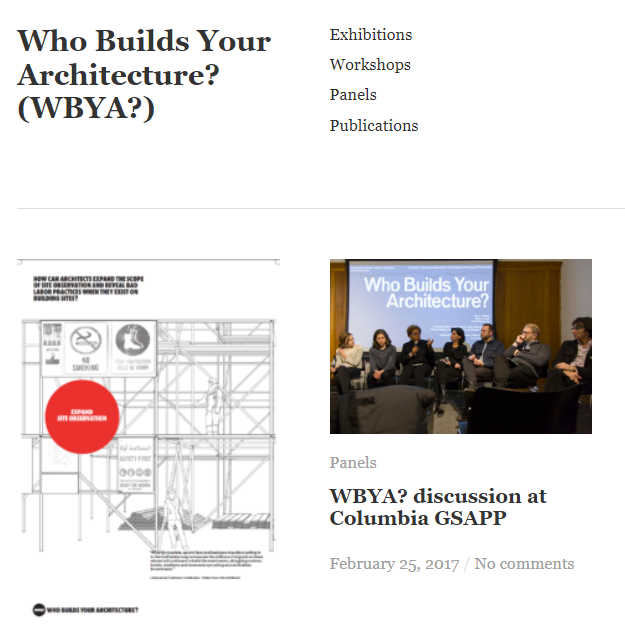 Who Builds Your
Architecture?
(WBYA?)
Exhibitions
Workshops
Panels
Publications
HOW CAN ARCHITECTS EXPAND THE SCOPE
OF SITE OBSERVATION AND REVEAL BAD
LABOR PRACTICES WHEN THEY EXIST ON
BUILDING SITES?
NO
SMOKING
EXPAND
SITE OBSERVATION
SAFETY FIRST
WHO BUILDS YOUR ARCHITECTURE?
Who Builds Your
Architecture?
Panels
WBYA? discussion at
Columbia GSAPP
February 25, 2017 / No comments